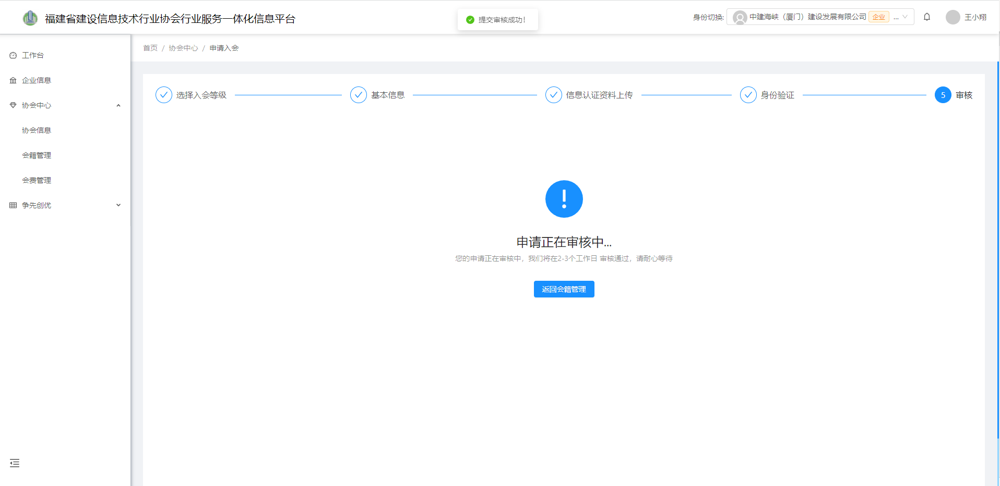 福建省建设信息技术行业协会行业服务一体化信息平台
提交审核成功！
身份切换: 中建海峡（厦门）建设发展有限公司 企业 ...
王小翔
工作台
企业信息
协会中心
协会信息
会籍管理
会费管理
争先创优
首页 / 协会中心 / 申请入会
选择入会等级
基本信息
信息认证资料上传
身份验证
5 审核
申请正在审核中...
您的申请正在审核中，我们将在2-3个工作日 审核通过，请耐心等待
返回会籍管理